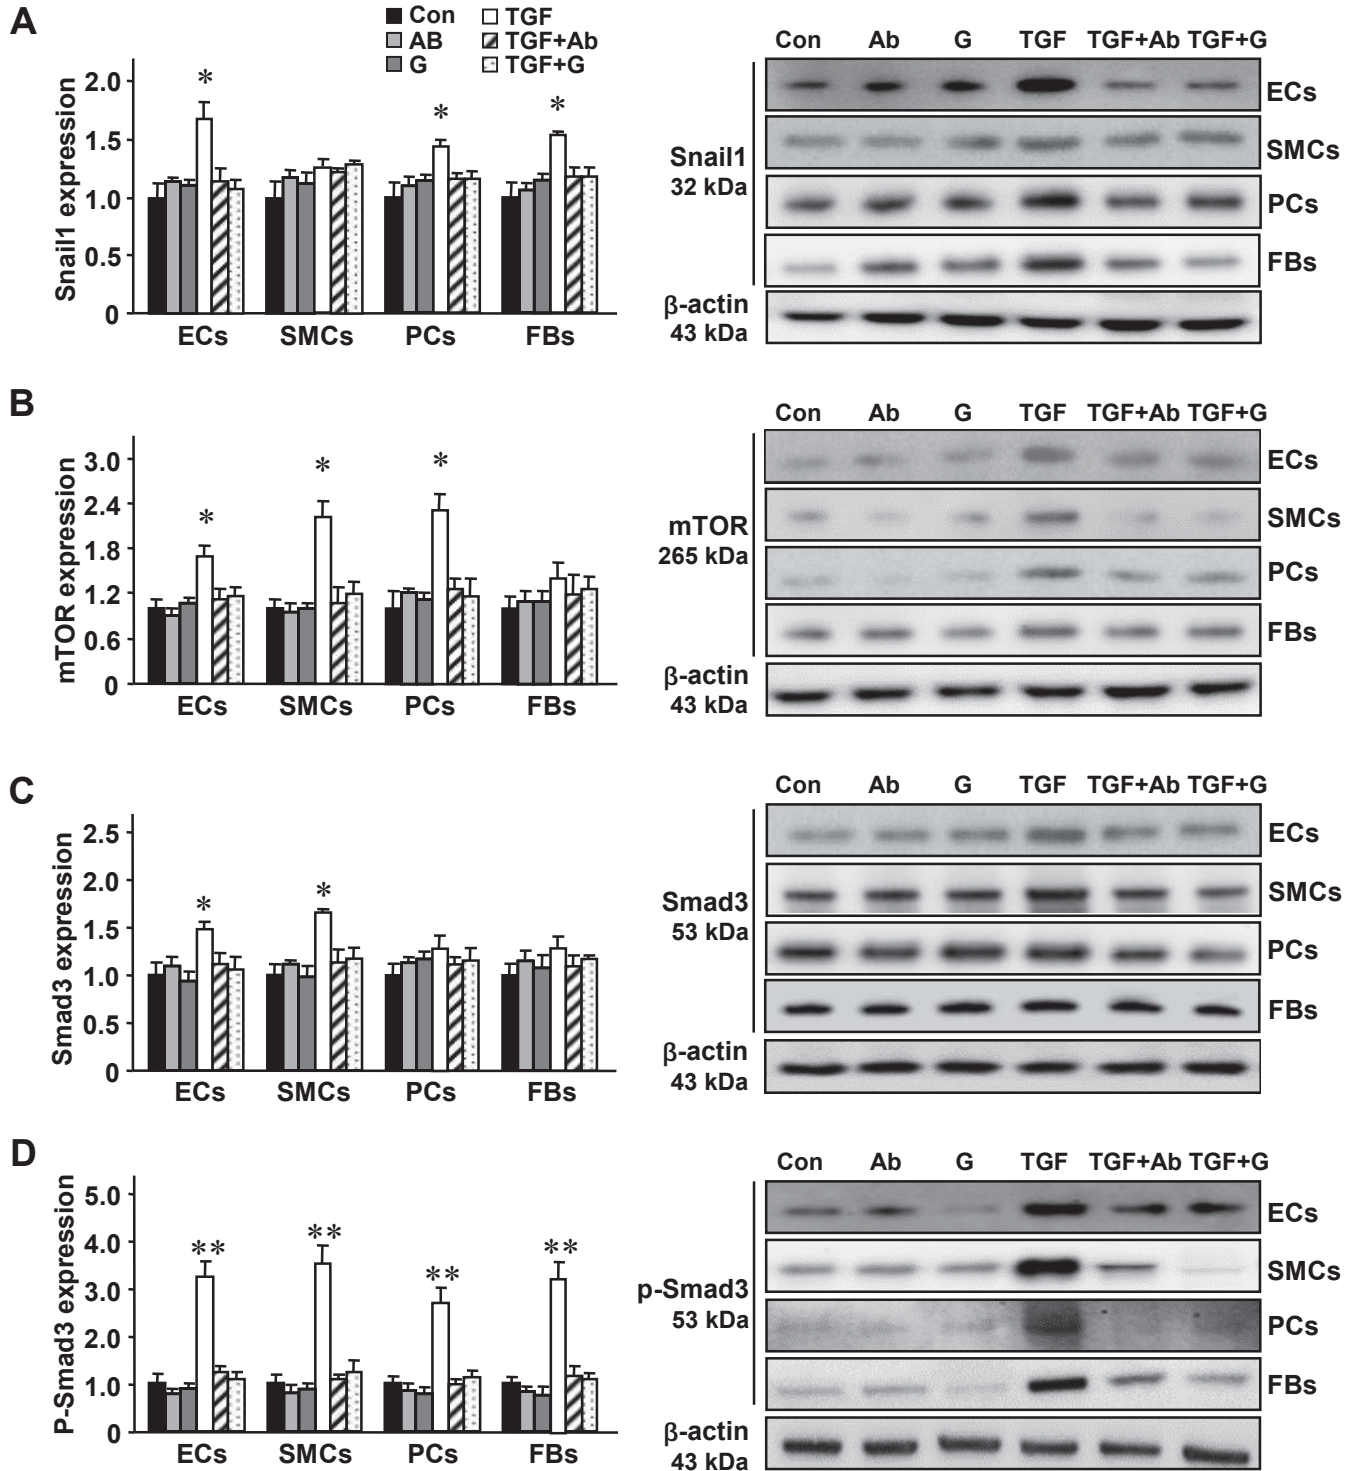 A
Con TGF
AB TGF+Ab
G TGF+G
Snail1 expression
2.0
1.5
1.0
0.5
0
* * *
ECs SMCs PCs FBs
Con Ab G TGF TGF+Ab TGF+G
Snail1
32 kDa
ECs
SMCs
PCs
FBs
β-actin
43 kDa
B
mTOR expression
3.0
2.4
1.8
1.2
0.6
0
* * *
ECs SMCs PCs FBs
Con Ab G TGF TGF+Ab TGF+G
mTOR
265 kDa
ECs
SMCs
PCs
FBs
β-actin
43 kDa
C
Smad3 expression
2.5
2.0
1.5
1.0
0.5
0
* *
ECs SMCs PCs FBs
Con Ab G TGF TGF+Ab TGF+G
Smad3
53 kDa
ECs
SMCs
PCs
FBs
β-actin
43 kDa
D
P-Smad3 expression
5.0
4.0
3.0
2.0
1.0
0
** ** ** **
ECs SMCs PCs FBs
Con Ab G TGF TGF+Ab TGF+G
p-Smad3
53 kDa
ECs
SMCs
PCs
FBs
β-actin
43 kDa